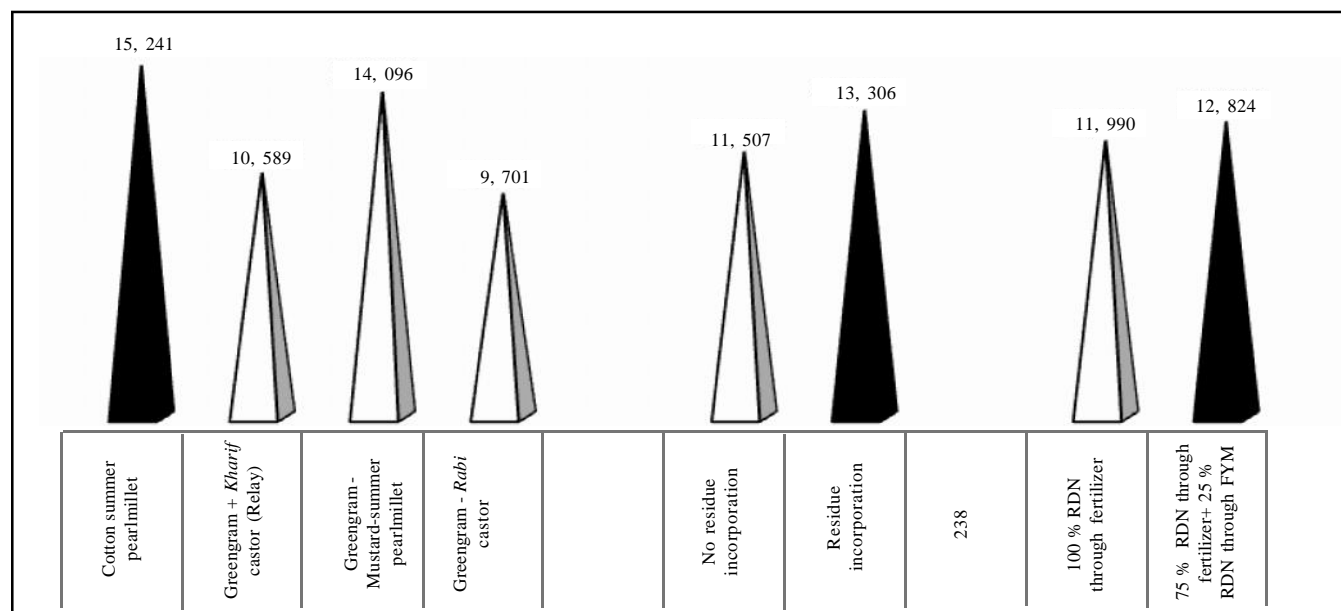 15, 241
14, 096
13, 306
12, 824
11, 507
11, 990
10, 589
9, 701
Cotton summer
pearlmillet
Greengram + Kharif
castor (Relay)
Greengram -
Mustard-summer
pearlmillet
Greengram - Rabi
castor
No residue
incorporation
Residue
incorporation
238
100 % RDN
through fertilizer
75 % RDN through
fertilizer+ 25 %
RDN through FYM